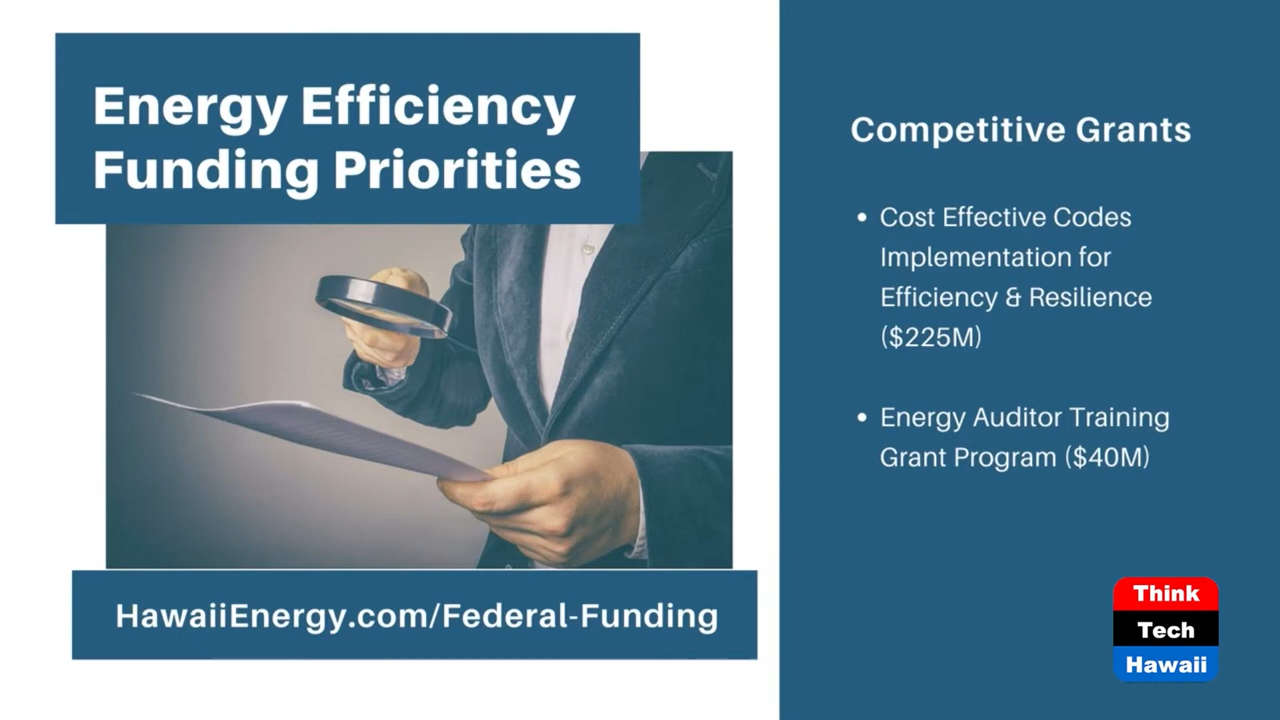 Energy Efficiency
Funding Priorities
HawaiiEnergy.com/Federal-Funding
Competitive Grants
• Cost Effective Codes
Implementation for
Efficiency & Resilience
($225M)
• Energy Auditor Training
Grant Program ($40M)
Think
Tech
Hawaii